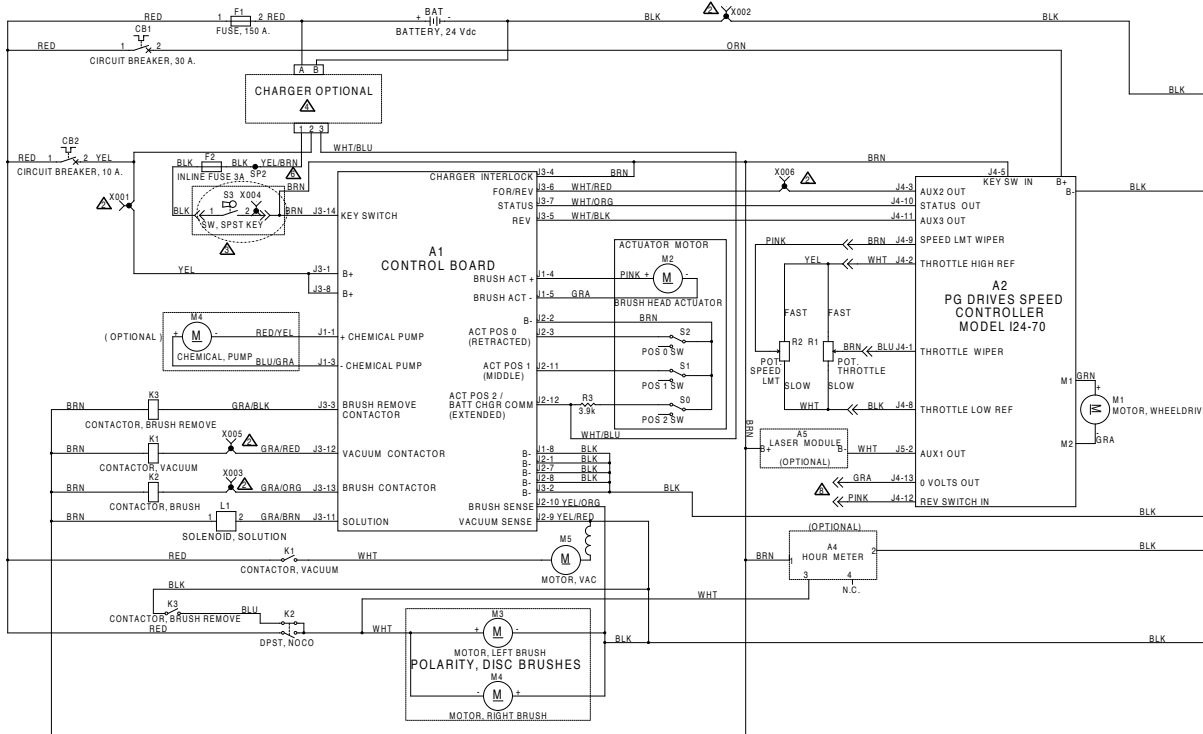 RED 1 F1 2 RED
FUSE, 150 A.
BAT
+ -
BATTERY, 24 Vdc
BLK
2 X002
BLK
CB1
RED 1 2
CIRCUIT BREAKER, 30 A.
ORN
BLK
A B
CHARGER OPTIONAL
4
1 2 3
WHT/BLU
CB2
RED 1 2 YEL
CIRCUIT BREAKER, 10 A.
BLK F2 BLK YEL/BRN
INLINE FUSE 3A SP2
6
BRN
2 X001
S3 X004
BLK 1 2 BRN J3-14
SW, SPST KEY
3
KEY SWITCH
YEL
J3-1 B+
J3-8 B+
A1
CONTROL BOARD
CHARGER INTERLOCK J3-4 BRN
FOR/REV J3-6 WHT/RED
STATUS J3-7 WHT/ORG
REV J3-5 WHT/BLK
X006 2
BRN
J4-5
KEY SW IN
B+
B-
BLK
J4-3 AUX2 OUT
J4-10 STATUS OUT
J4-11 AUX3 OUT
PINK BRN J4-9 SPEED LMT WIPER
YEL WHT J4-2 THROTTLE HIGH REF
A2
PG DRIVES SPEED
CONTROLLER
MODEL I24-70
FAST FAST
R2 R1
BRN BLU J4-1 THROTTLE WIPER
POT
SPEED
LMT
POT
THROTTLE
SLOW SLOW
WHT BLK J4-8 THROTTLE LOW REF
M1 GRN
+
M1
M
MOTOR, WHEELDRIV
-
M2 GRA
ACTUATOR MOTOR
M2
BRUSH ACT + J1-4 PINK + M -
BRUSH ACT - J1-5 GRA
BRUSH HEAD ACTUATOR
B- J2-2 BRN
ACT POS 0 J2-3
(RETRACTED)
S2
POS 0 SW
ACT POS 1 J2-11
(MIDDLE)
S1
POS 1 SW
ACT POS 2 /
BATT CHGR COMM J2-12
(EXTENDED)
R3
3.9k
S0
POS 2 SW
WHT/BLU
M4
( OPTIONAL )
+ M -
RED/YEL J1-1 + CHEMICAL PUMP
CHEMICAL, PUMP
BLU/GRA J1-3 - CHEMICAL PUMP
K3
BRN GRA/BLK J3-3 BRUSH REMOVE
CONTACTOR
CONTACTOR, BRUSH REMOVE
K1 X005 2
BRN GRA/RED J3-12 VACUUM CONTACTOR
CONTACTOR, VACUUM
K2 X003 2
BRN GRA/ORG J3-13 BRUSH CONTACTOR
CONTACTOR, BRUSH
L1
BRN 1 2 GRA/BRN J3-11 SOLUTION
SOLENOID, SOLUTION
B- J1-8 BLK
B- J2-1 BLK
B- J2-7 BLK
B- J2-8 BLK
B- J3-2
BLK
BRUSH SENSE J2-10 YEL/ORG
VACUUM SENSE J2-9 YEL/RED
BRN
A5
B+ LASER MODULE B-
(OPTIONAL)
WHT J5-2 AUX1 OUT
8 GRA J4-13 0 VOLTS OUT
PINK J4-12 REV SWITCH IN
BLK
(OPTIONAL)
BRN 1 A4 2
HOUR METER
3 4
N.C.
BLK
RED K1 WHT
CONTACTOR, VACUUM
M5
M
MOTOR, VAC
BLK
WHT
K3 BLU
CONTACTOR, BRUSH REMOVE
RED
K2
DPST, NOCO
WHT
M3
+ M -
MOTOR, LEFT BRUSH
POLARITY, DISC BRUSHES
M4
- M +
MOTOR, RIGHT BRUSH
BLK
BLK